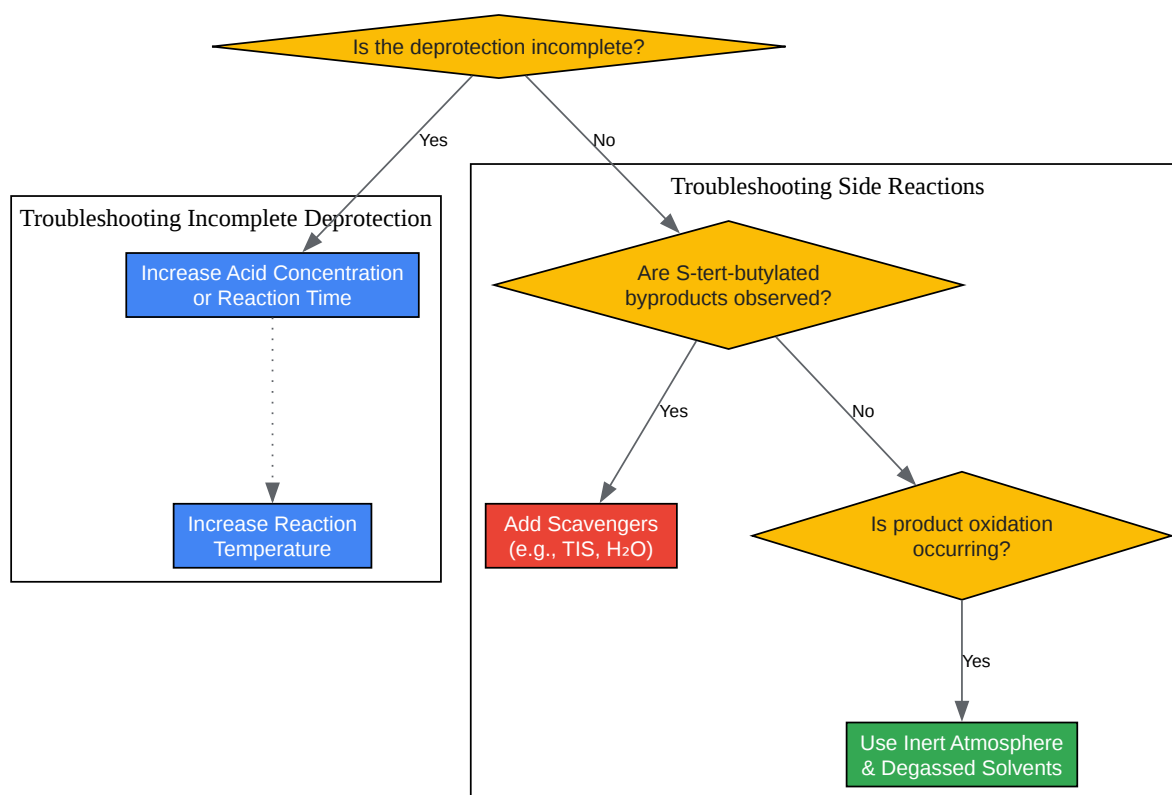 Is the deprotection incomplete?
Yes
No
Troubleshooting Incomplete Deprotection
Increase Acid Concentration
or Reaction Time
Increase Reaction
Temperature
Troubleshooting Side Reactions
Are S-tert-butylated
byproducts observed?
Yes
No
Add Scavengers
(e.g., TIS, H₂O)
Is product oxidation
occurring?
Yes
Use Inert Atmosphere
& Degassed Solvents